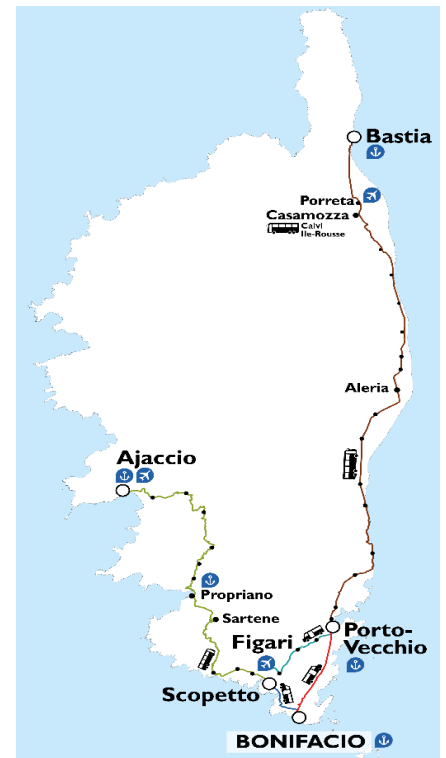 Bastia
Porreta
Casamozza
Calvi
Ile-Rousse
Aleria
Ajaccio
Propriano
Sartene
Figari
Porto-
Vecchio
Scopetto
BONIFACIO